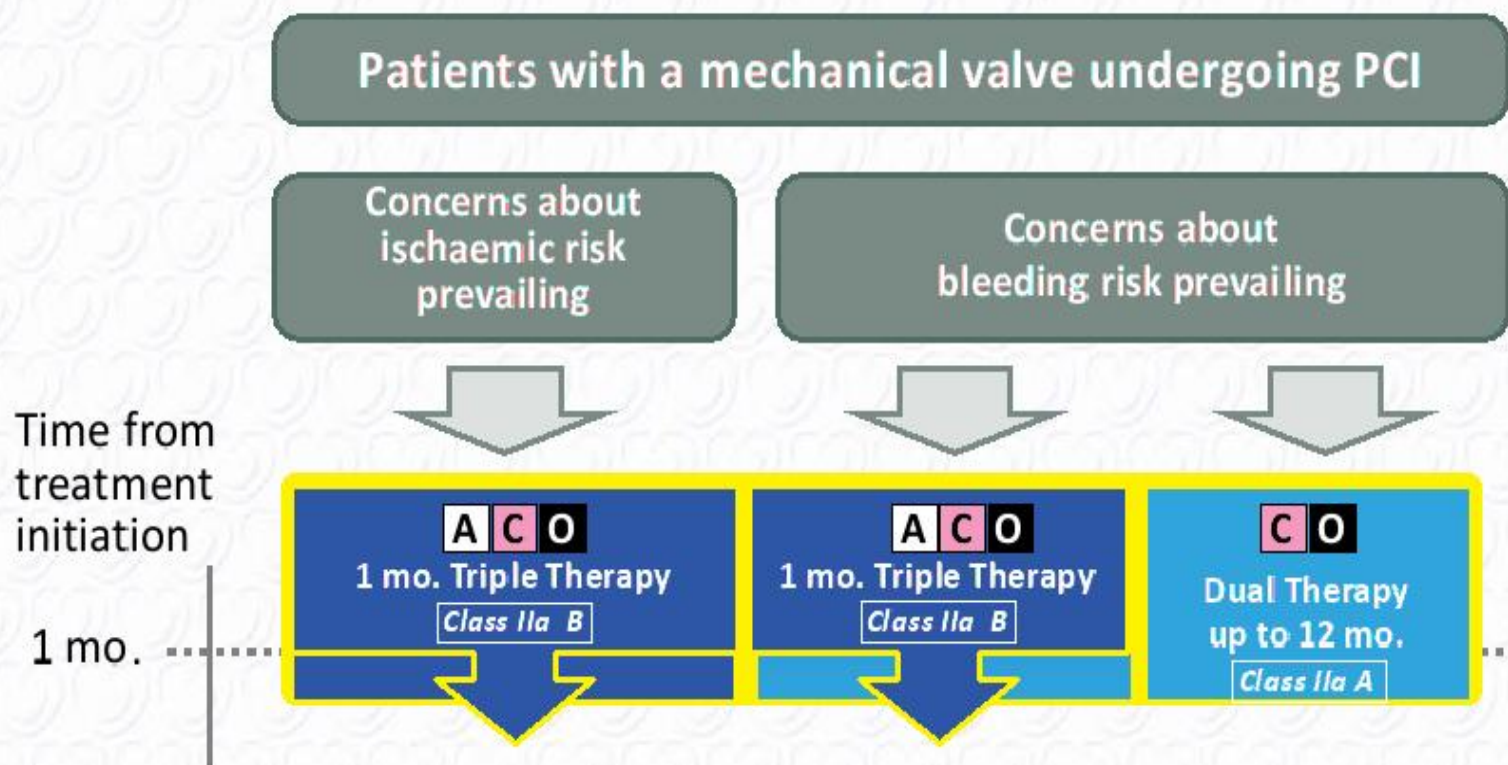 Patients with a mechanical valve undergoing PCI
Concerns about
ischaemic risk
prevailing
Concerns about
bleeding risk prevailing
Time from
treatment
initiation
A C O
1 mo. Triple Therapy
Class IIa B
A C O
1 mo. Triple Therapy
Class IIa B
C O
Dual Therapy
up to 12 mo.
Class IIa A
1 mo.